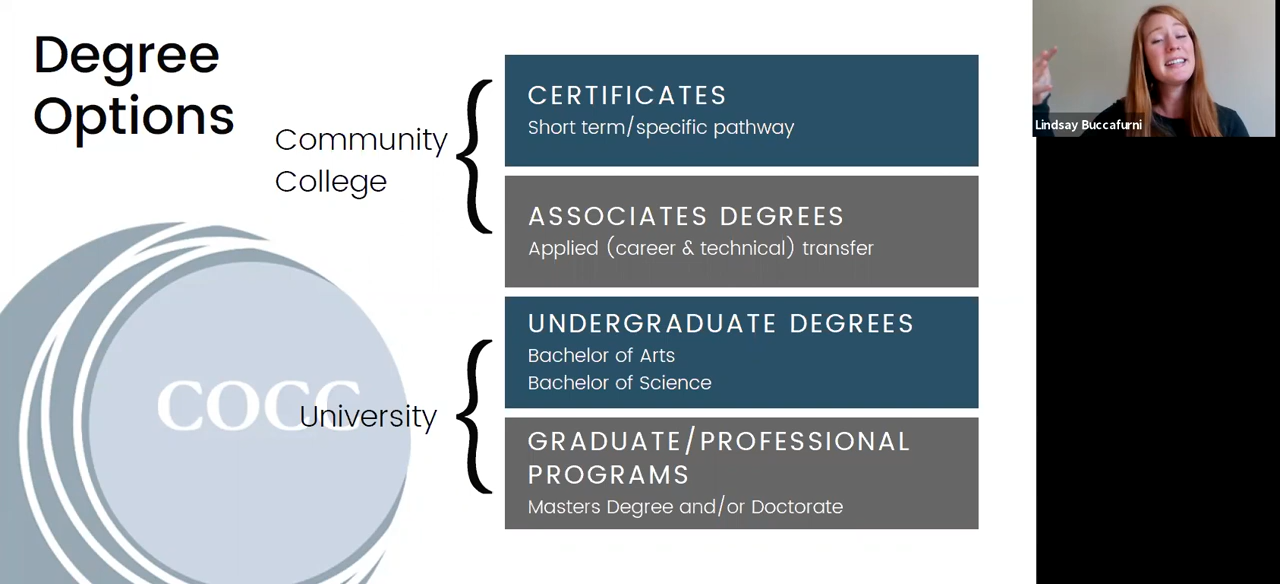 Degree
Options
Community
College
CERTIFICATES
Short term/specific pathway
ASSOCIATES DEGREES
Applied (career & technical) transfer
UNDERGRADUATE DEGREES
Bachelor of Arts
Bachelor of Science
COCC
University
GRADUATE/PROFESSIONAL
PROGRAMS
Masters Degree and/or Doctorate
Lindsay Buccafurni